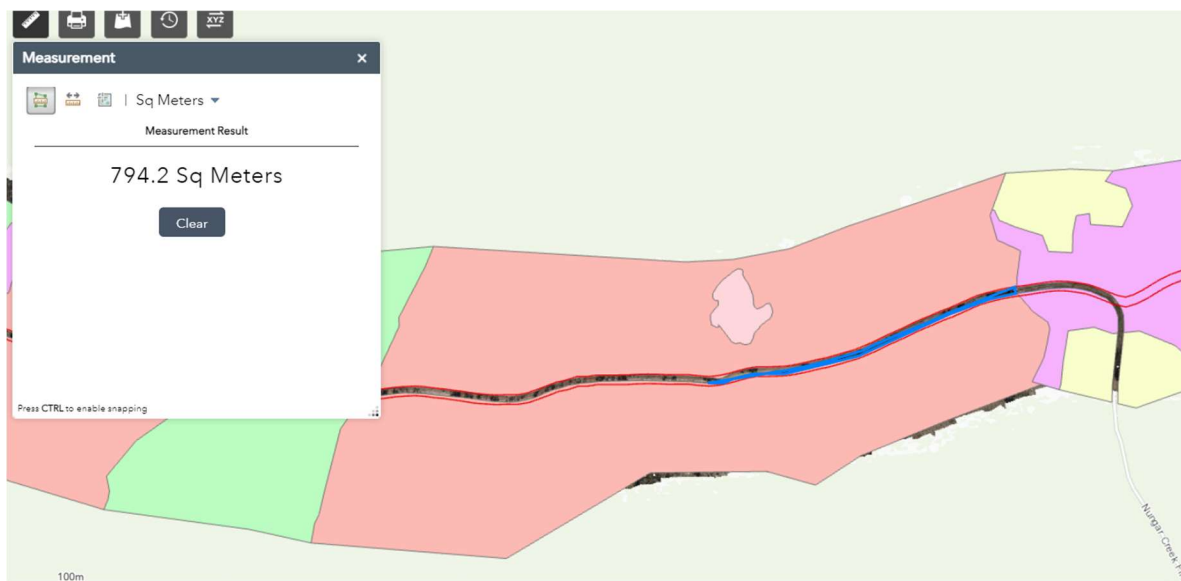 XYZ
Measurement
| Sq Meters
Measurement Result
794.2 Sq Meters
Clear
Press CTRL to enable snapping
100m
Nungar Creek